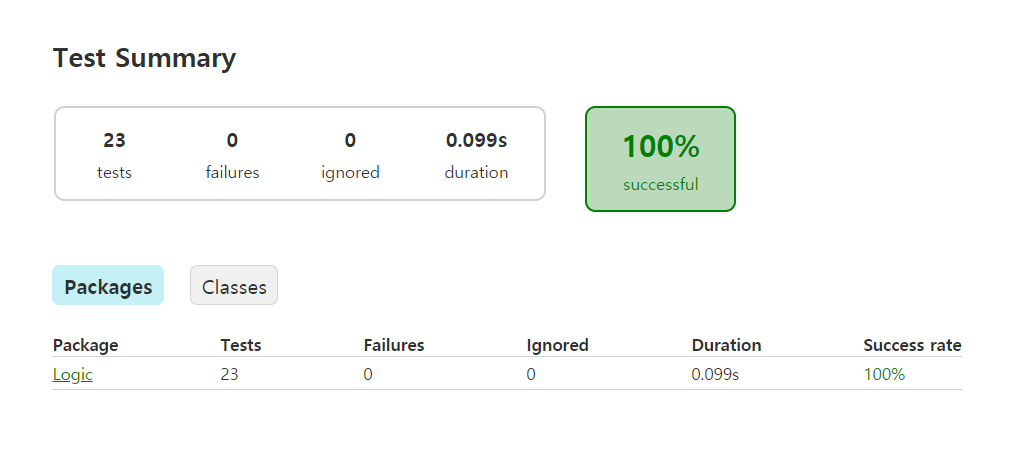 Test Summary
23 0 0 0.099s
tests failures ignored duration
100%
successful
Packages Classes
Package Tests Failures Ignored Duration Success rate
Logic 23 0 0 0.099s 100%